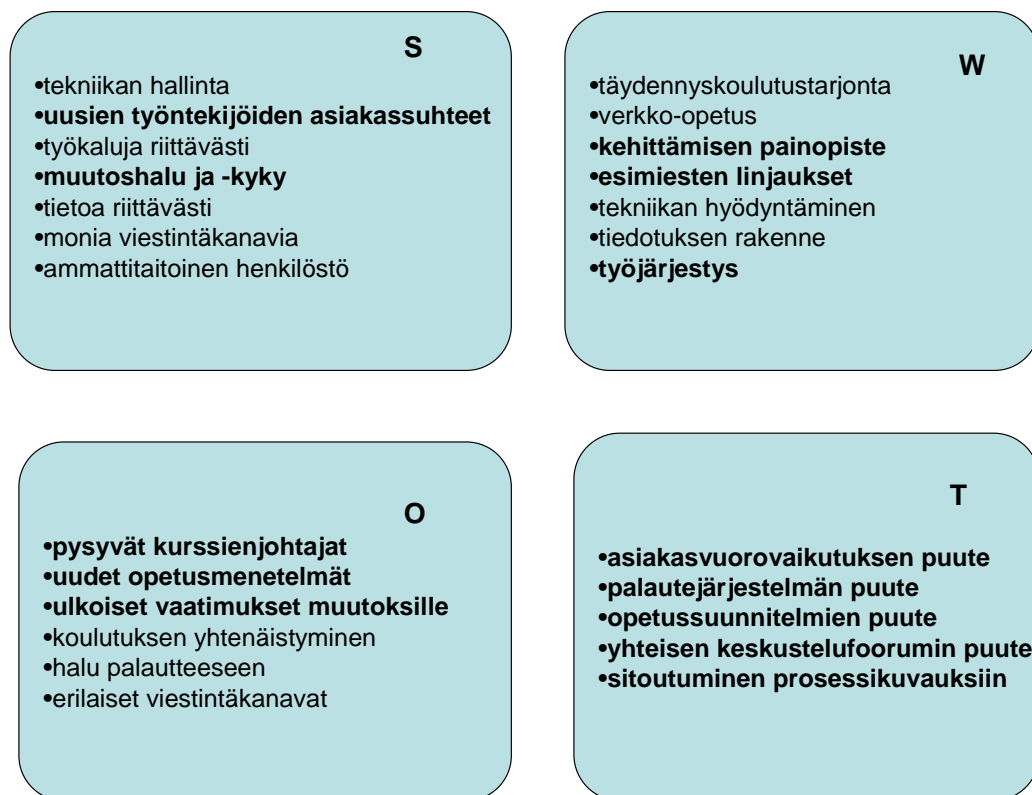 S
•tekniikan hallinta
•uusien työntekijöiden asiakassuhteet
•työkaluja riittävästi
•muutoshalu ja -kyky
•tietoa riittävästi
•monia viestintäkanavia
•ammattitaitoinen henkilöstö
W
•täydennyskoulutustarjonta
•verkko-opetus
•kehittämisen painopiste
•esimiesten linjaukset
•tekniikan hyödyntäminen
•tiedotuksen rakenne
•työjärjestys
O
•pysyvät kurssienjohtajat
•uudet opetusmenetelmät
•ulkoiset vaatimukset muutoksille
•koulutuksen yhtenäistyminen
•halu palautteeseen
•erilaiset viestintäkanavat
T
•asiakasvuorovaikutuksen puute
•palautejärjestelmän puute
•opetussuunnitelmien puute
•yhteisen keskustelufoorumin puute
•sitoutuminen prosessikuvauksiin